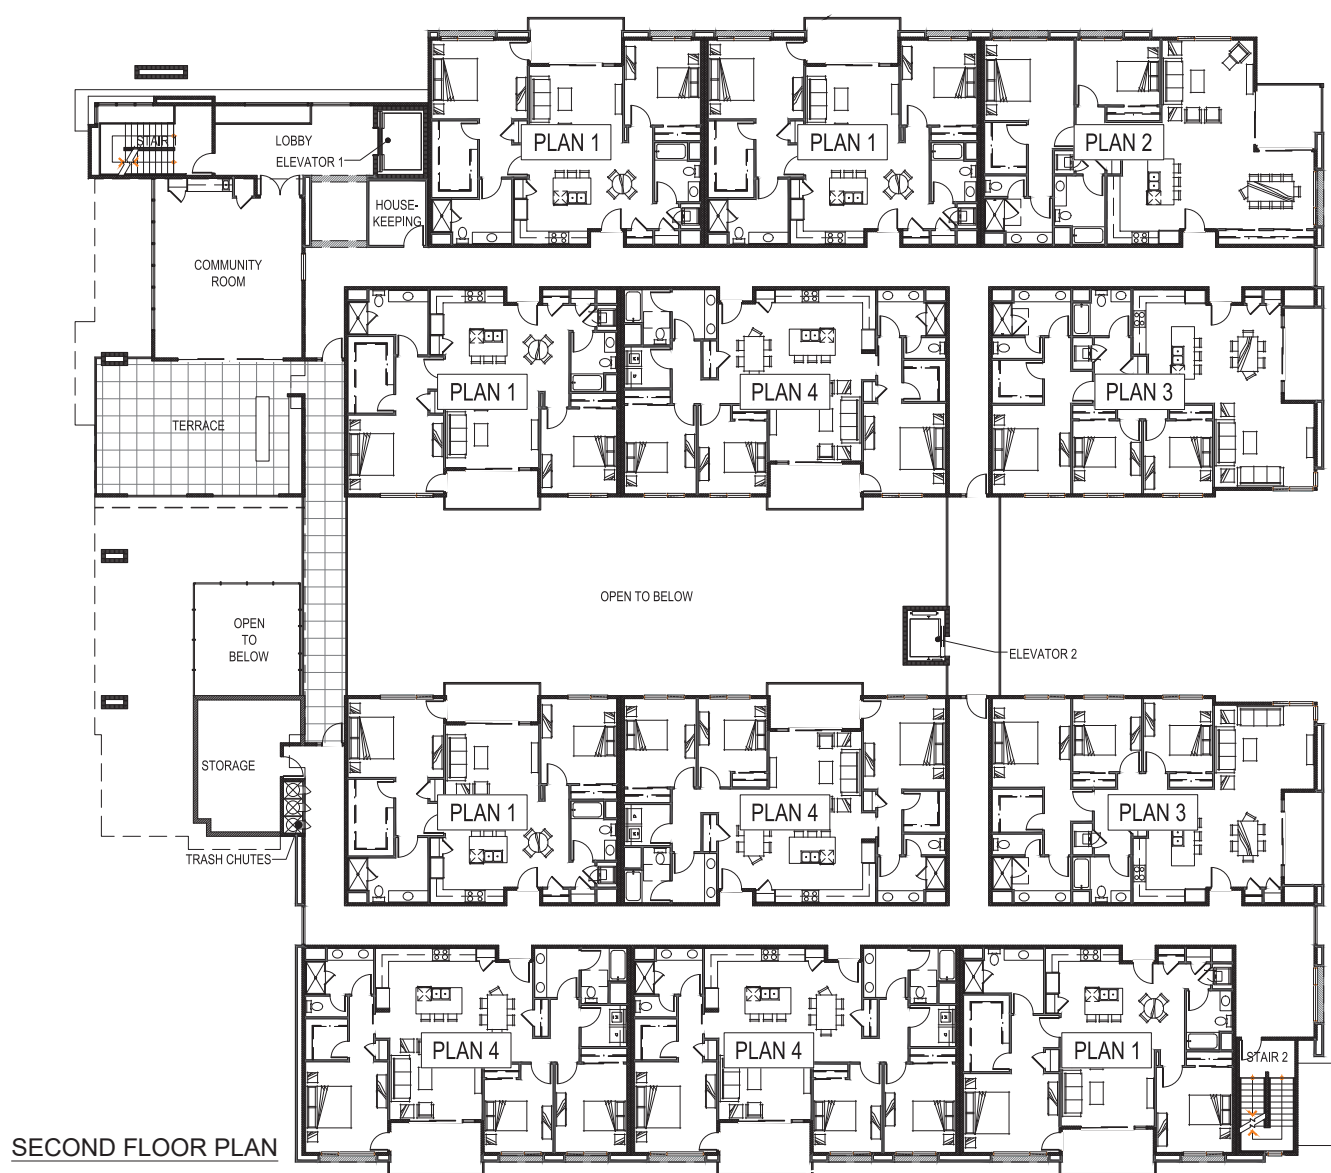 PLAN 1
PLAN 1
PLAN 2
STAIR
LOBBY
ELEVATOR 1
HOUSE-
KEEPING
COMMUNITY
ROOM
PLAN 1
PLAN 4
PLAN 3
TERRACE
OPEN TO BELOW
OPEN
TO
BELOW
ELEVATOR 2
STORAGE
PLAN 1
PLAN 4
PLAN 3
TRASH CHUTES
PLAN 4
PLAN 4
PLAN 1
STAIR 2
SECOND FLOOR PLAN